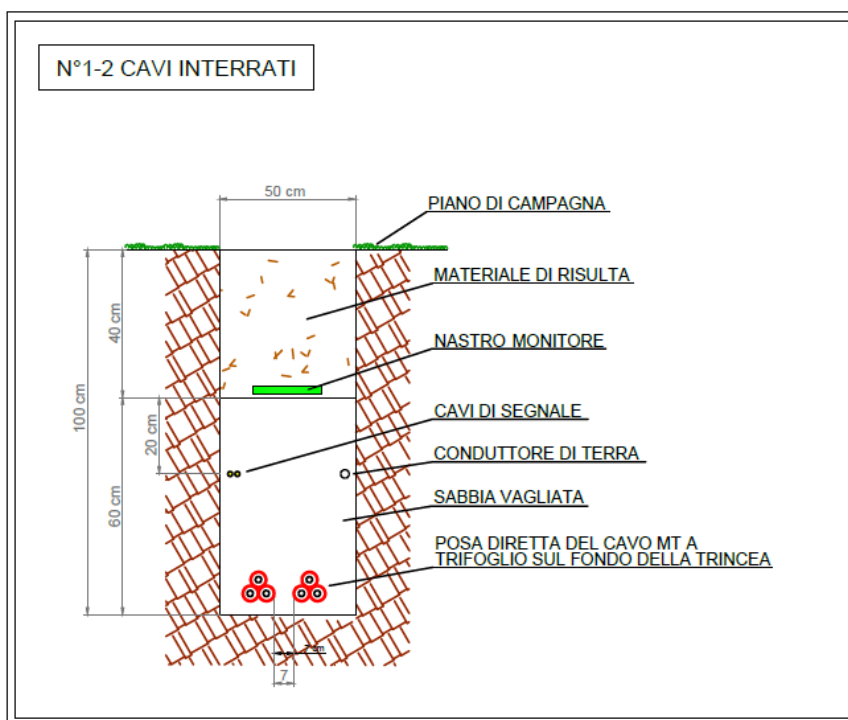 N°1-2 CAVI INTERRATI
50 cm
PIANO DI CAMPAGNA
MATERIALE DI RISULTA
40 cm
NASTRO MONITORE
100 cm
CAVI DI SEGNALE
20 cm
CONDUTTORE DI TERRA
60 cm
SABBIA VAGLIATA
POSA DIRETTA DEL CAVO MT A
TRIFOGLIO SUL FONDO DELLA TRINCEA
7 cm
7